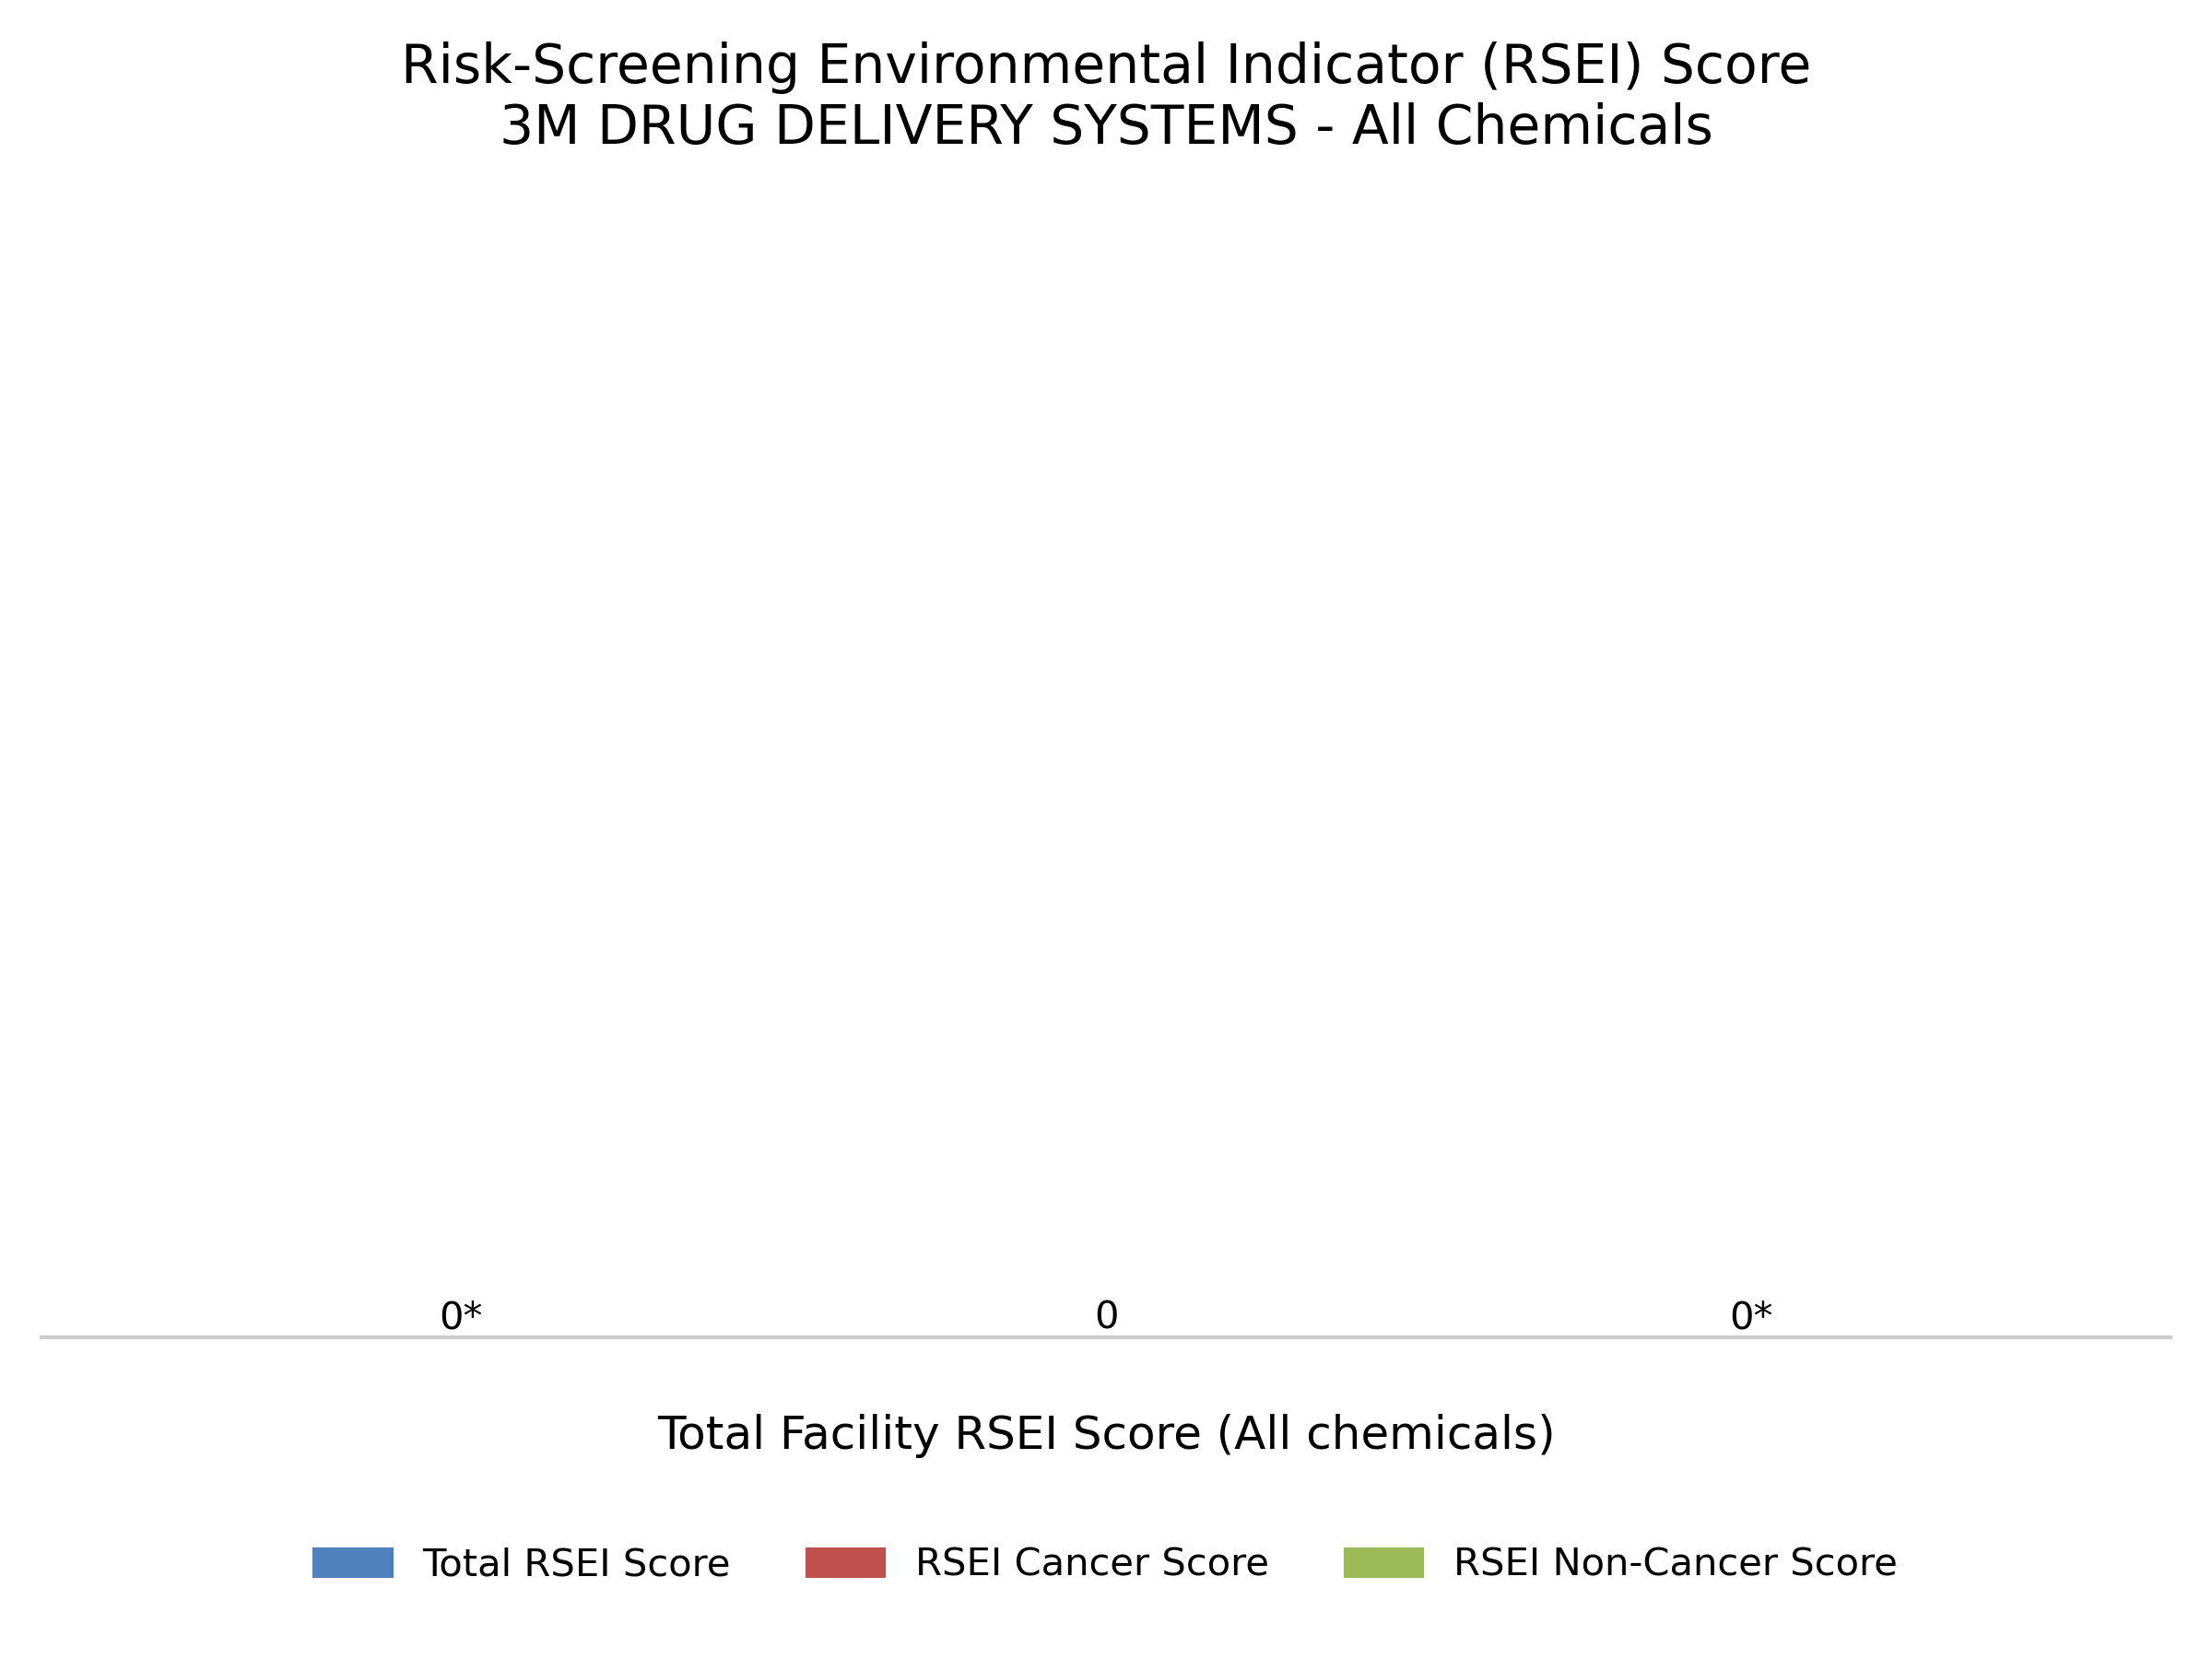 Risk-Screening Environmental Indicator (RSEI) Score
3M DRUG DELIVERY SYSTEMS - All Chemicals
0* 0 0*
Total Facility RSEI Score (All chemicals)
Total RSEI Score RSEI Cancer Score RSEI Non-Cancer Score